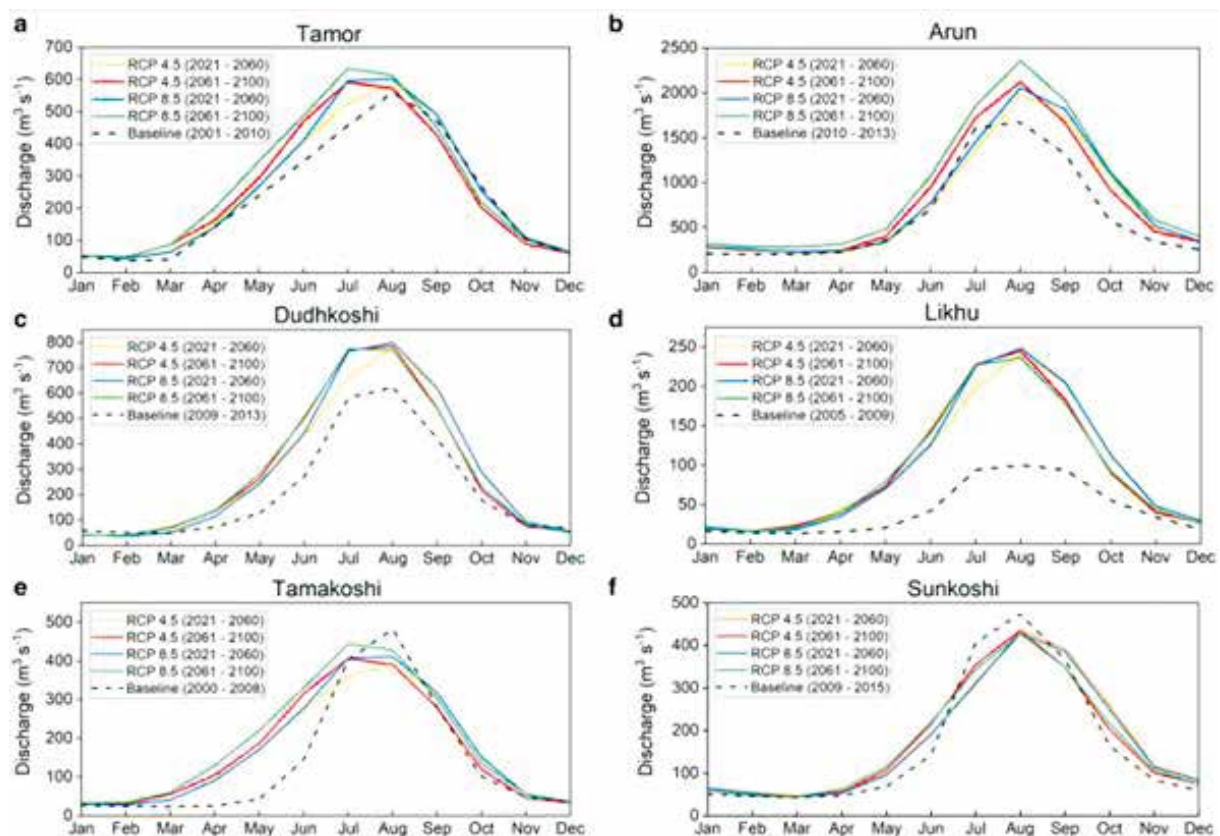 a
Tamor
Discharge (m³ s⁻¹)
700
600
500
400
300
200
100
0
RCP 4.5 (2021 - 2060)
RCP 4.5 (2061 - 2100)
RCP 8.5 (2021 - 2060)
RCP 8.5 (2061 - 2100)
Baseline (2001 - 2010)
Jan Feb Mar Apr May Jun Jul Aug Sep Oct Nov Dec
b
Arun
Discharge (m³ s⁻¹)
2500
2000
1500
1000
500
0
RCP 4.5 (2021 - 2060)
RCP 4.5 (2061 - 2100)
RCP 8.5 (2021 - 2060)
RCP 8.5 (2061 - 2100)
Baseline (2010 - 2013)
Jan Feb Mar Apr May Jun Jul Aug Sep Oct Nov Dec
c
Dudhkoshi
Discharge (m³ s⁻¹)
800
700
600
500
400
300
200
100
0
RCP 4.5 (2021 - 2060)
RCP 4.5 (2061 - 2100)
RCP 8.5 (2021 - 2060)
RCP 8.5 (2061 - 2100)
Baseline (2009 - 2013)
Jan Feb Mar Apr May Jun Jul Aug Sep Oct Nov Dec
d
Likhu
Discharge (m³ s⁻¹)
250
200
150
100
50
0
RCP 4.5 (2021 - 2060)
RCP 4.5 (2061 - 2100)
RCP 8.5 (2021 - 2060)
RCP 8.5 (2061 - 2100)
Baseline (2005 - 2009)
Jan Feb Mar Apr May Jun Jul Aug Sep Oct Nov Dec
e
Tamakoshi
Discharge (m³ s⁻¹)
500
400
300
200
100
0
RCP 4.5 (2021 - 2060)
RCP 4.5 (2061 - 2100)
RCP 8.5 (2021 - 2060)
RCP 8.5 (2061 - 2100)
Baseline (2000 - 2008)
Jan Feb Mar Apr May Jun Jul Aug Sep Oct Nov Dec
f
Sunkoshi
Discharge (m³ s⁻¹)
500
400
300
200
100
0
RCP 4.5 (2021 - 2060)
RCP 4.5 (2061 - 2100)
RCP 8.5 (2021 - 2060)
RCP 8.5 (2061 - 2100)
Baseline (2009 - 2015)
Jan Feb Mar Apr May Jun Jul Aug Sep Oct Nov Dec